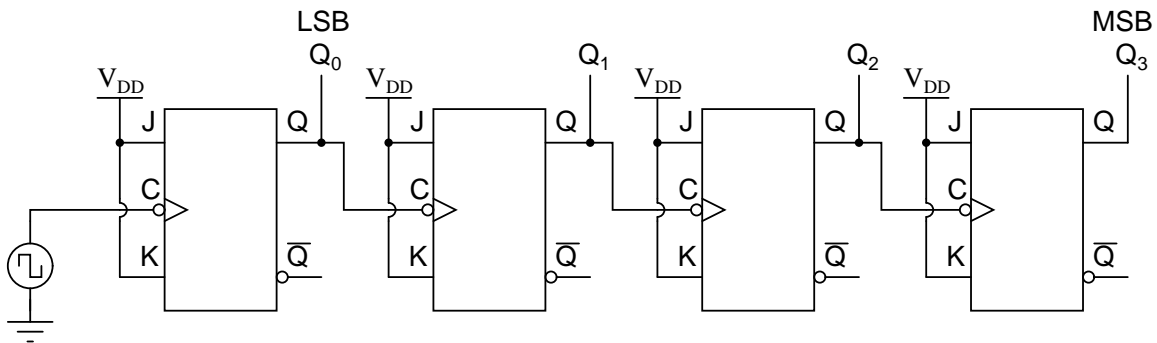 LSB MSB
Q0 Q1 Q2 Q3
VDD VDD VDD VDD
J Q J Q J Q J Q
C C C C
K Q̅ K Q̅ K Q̅ K Q̅